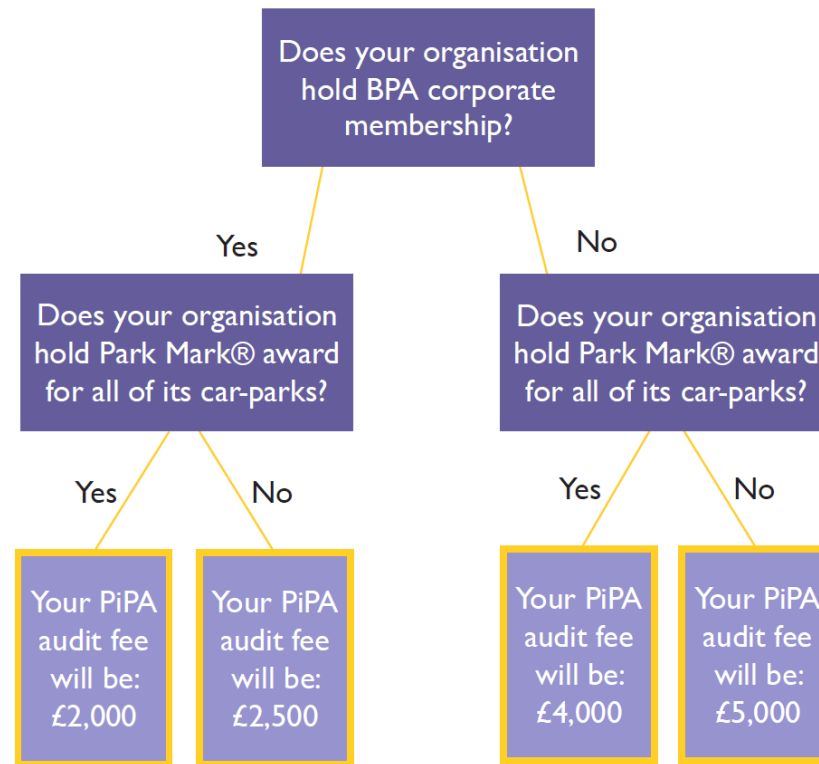 Does your organisation
hold BPA corporate
membership?
Yes
No
Does your organisation
hold Park Mark® award
for all of its car-parks?
Does your organisation
hold Park Mark® award
for all of its car-parks?
Yes
No
Yes
No
Your PiPA
audit fee
will be:
£2,000
Your PiPA
audit fee
will be:
£2,500
Your PiPA
audit fee
will be:
£4,000
Your PiPA
audit fee
will be:
£5,000